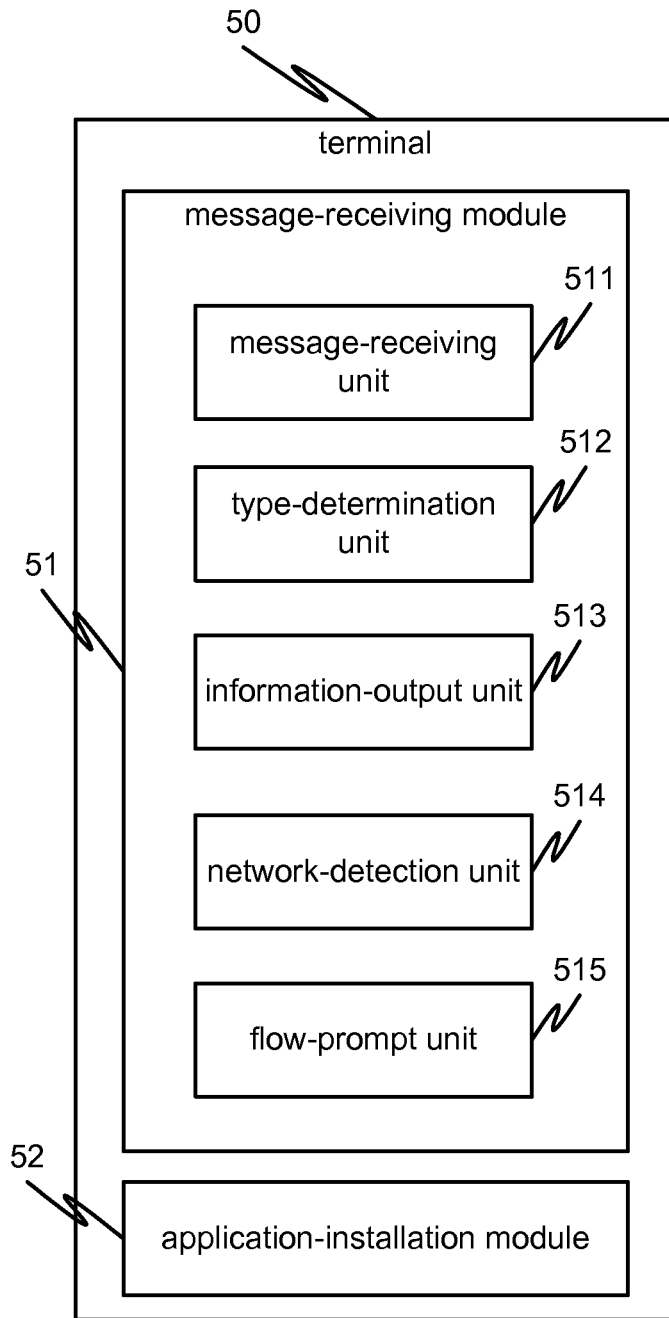 50
terminal
message-receiving module
511
message-receiving
unit
512
type-determination
unit
51
513
information-output unit
514
network-detection unit
515
flow-prompt unit
52
application-installation module